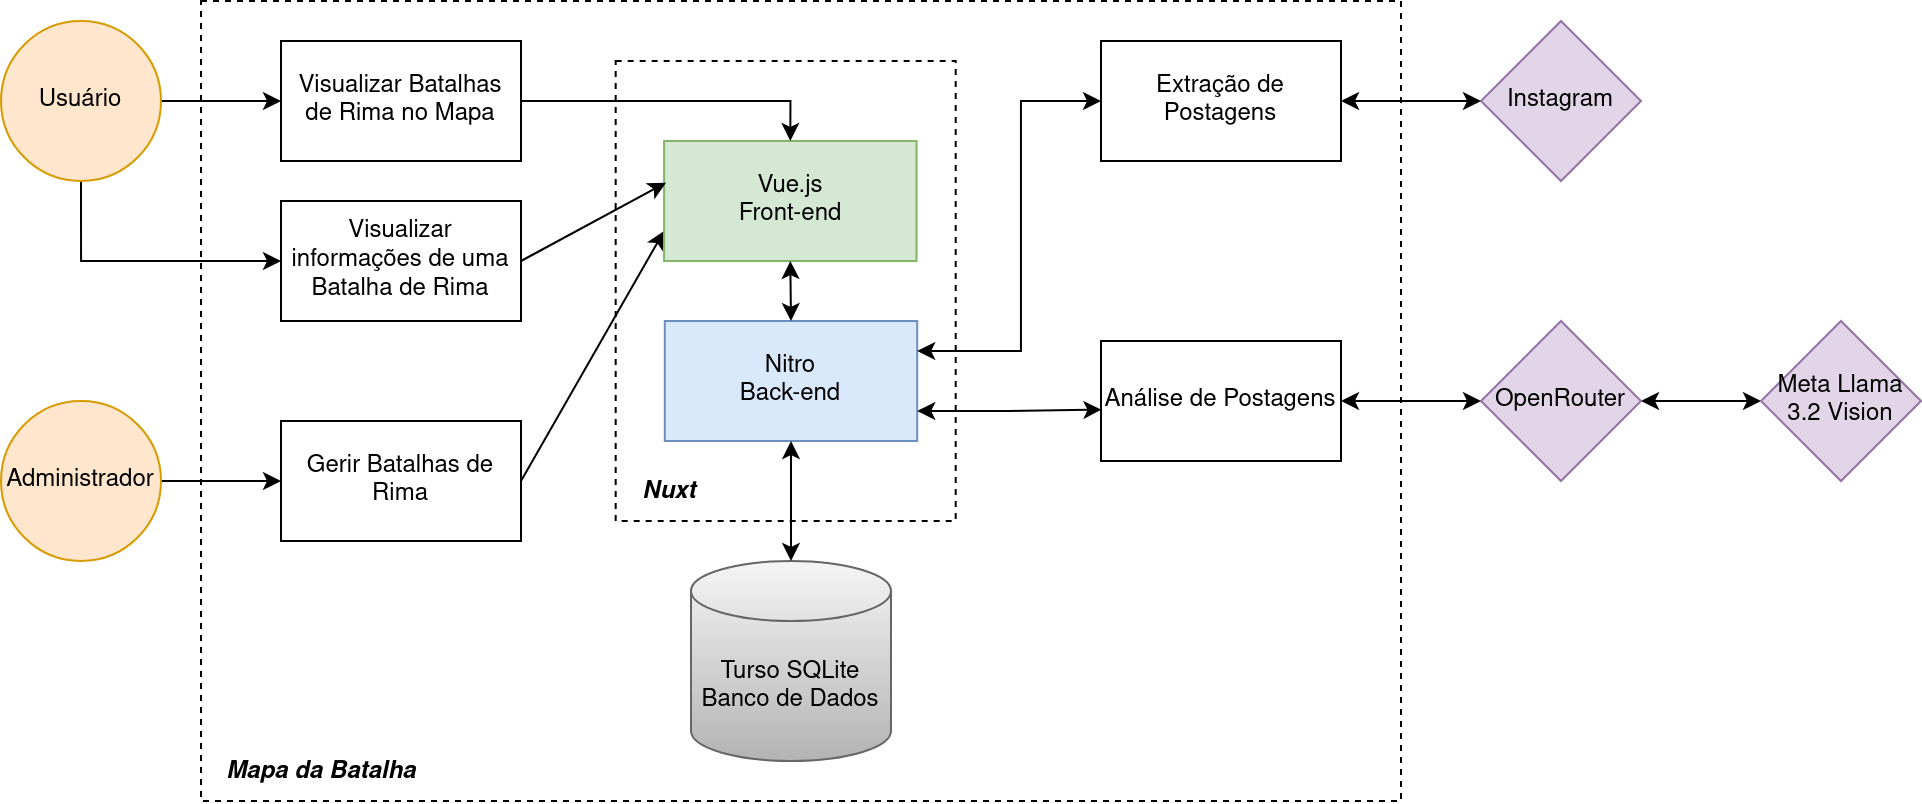 Usuário
Visualizar Batalhas
de Rima no Mapa
Visualizar
informações de uma
Batalha de Rima
Administrador
Gerir Batalhas de
Rima
Vue.js
Front-end
Nitro
Back-end
Nuxt
Turso SQLite
Banco de Dados
Extração de
Postagens
Análise de Postagens
Instagram
OpenRouter
Meta Llama
3.2 Vision
Mapa da Batalha